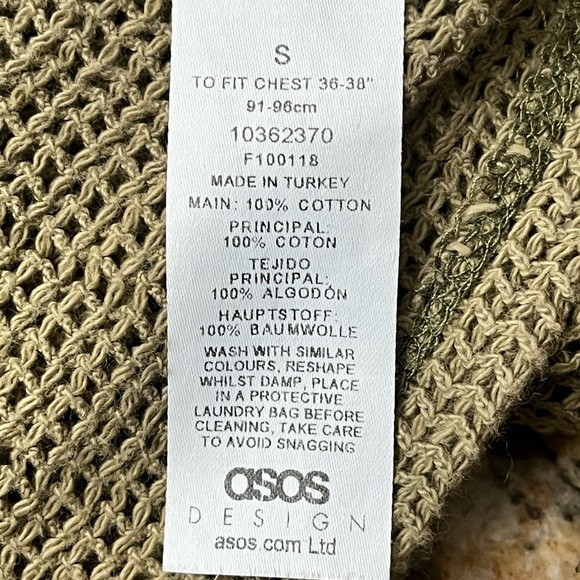 S
TO FIT CHEST 36-38"
91-96cm
10362370
F100118
MADE IN TURKEY
MAIN: 100% COTTON
PRINCIPAL:
100% COTON
TEJIDO
PRINCIPAL:
100% ALGODÓN
HAUPTSTOFF:
100% BAUMWOLLE
WASH WITH SIMILAR
COLOURS, RESHAPE
WHILST DAMP, PLACE
IN A PROTECTIVE
LAUNDRY BAG BEFORE
CLEANING, TAKE CARE
TO AVOID SNAGGING
asos
DESIGN
asos.com Ltd